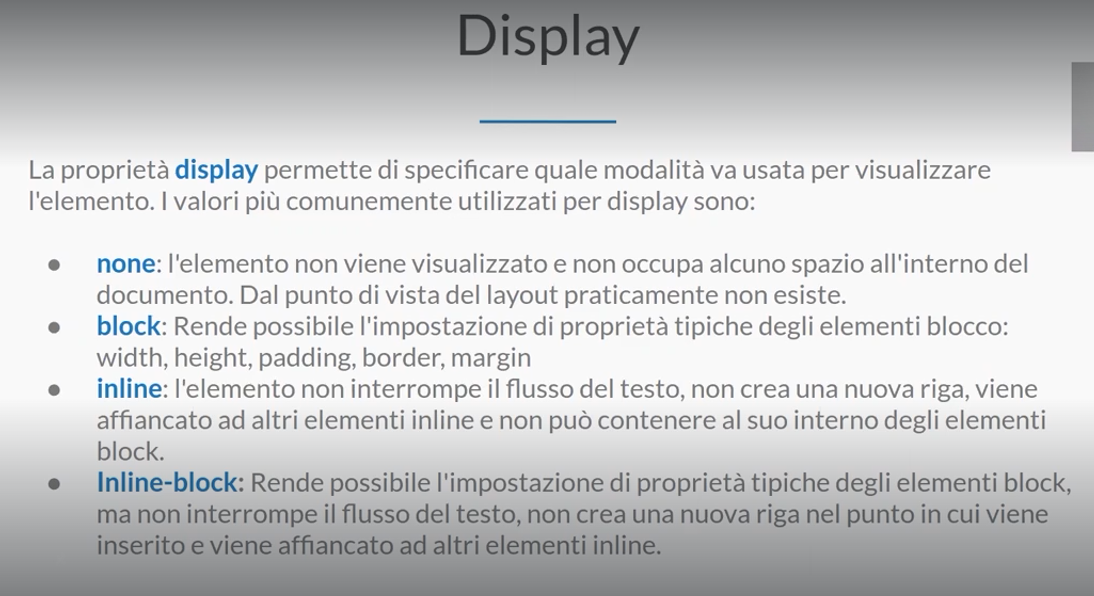 Display
La proprietà display permette di specificare quale modalità va usata per visualizzare
l'elemento. I valori più comunemente utilizzati per display sono:
● none: l'elemento non viene visualizzato e non occupa alcuno spazio all'interno del
documento. Dal punto di vista del layout praticamente non esiste.
● block: Rende possibile l'impostazione di proprietà tipiche degli elementi blocco:
width, height, padding, border, margin
● inline: l'elemento non interrompe il flusso del testo, non crea una nuova riga, viene
affiancato ad altri elementi inline e non può contenere al suo interno degli elementi
block.
● Inline-block: Rende possibile l'impostazione di proprietà tipiche degli elementi block,
ma non interrompe il flusso del testo, non crea una nuova riga nel punto in cui viene
inserito e viene affiancato ad altri elementi inline.